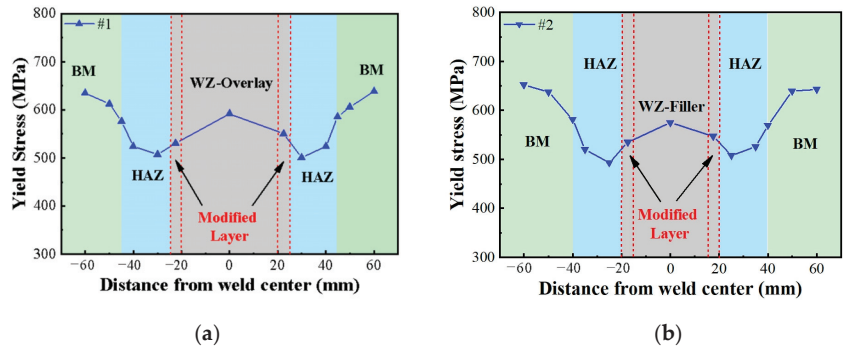 800
700
600
500
400
300
Yield Stress (MPa)
#1
BM
WZ-Overlay
BM
HAZ
HAZ
Modified
Layer
−60
−40
−20
0
20
40
60
Distance from weld center (mm)
(a)
800
700
600
500
400
300
Yield stress (MPa)
#2
HAZ
HAZ
WZ-Filler
BM
BM
Modified
Layer
−60
−40
−20
0
20
40
60
Distance from weld center (mm)
(b)